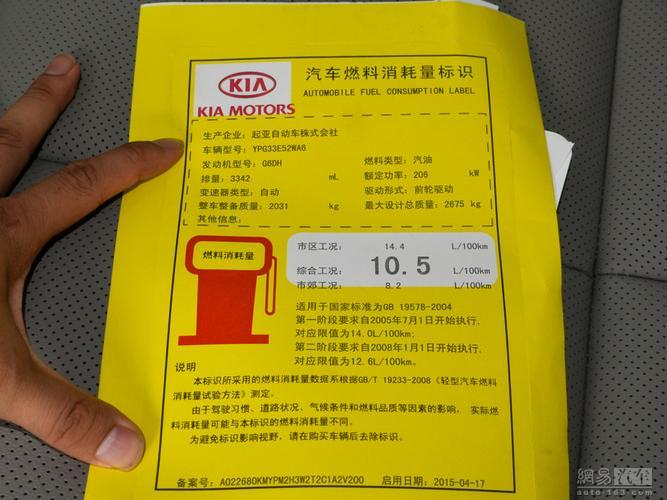 KIA
KIA MOTORS
汽车燃料消耗量标识
AUTOMOBILE FUEL CONSUMPTION LABEL
生产企业: 起亚自动车株式会社
车辆型号: YPG33E52WA6
发动机型号: G6DH 燃料类型: 汽油
排量: 3342 mL 额定功率: 206 kW
变速器类型: 自动 驱动形式: 前轮驱动
整车整备质量: 2031 kg 最大设计总质量: 2675 kg
其他信息:
燃料消耗量
市区工况: 14.4 L/100km
综合工况: 10.5 L/100km
市郊工况: 8.2 L/100km
适用于国家标准为GB 19578-2004
第一阶段要求自2005年7月1日开始执行,
对应限值为14.0L/100km;
第二阶段要求自2008年1月1日开始执行,
对应限值为12.6L/100km。
说明
本标识所采用的燃料消耗量数据系根据GB/T 19233-2008《轻型汽车燃料
消耗量试验方法》测定。
由于驾驶习惯、道路状况、气候条件和燃料品质等因素的影响, 实际燃
料消耗量可能与本标识的燃料消耗量不同。
为避免标识影响视野, 请在购买车辆后去除标识。
备案号: A022680KMYPM2H3W2T2C1A2V200 启用日期: 2015-04-17
网易汽车
auto.163.com